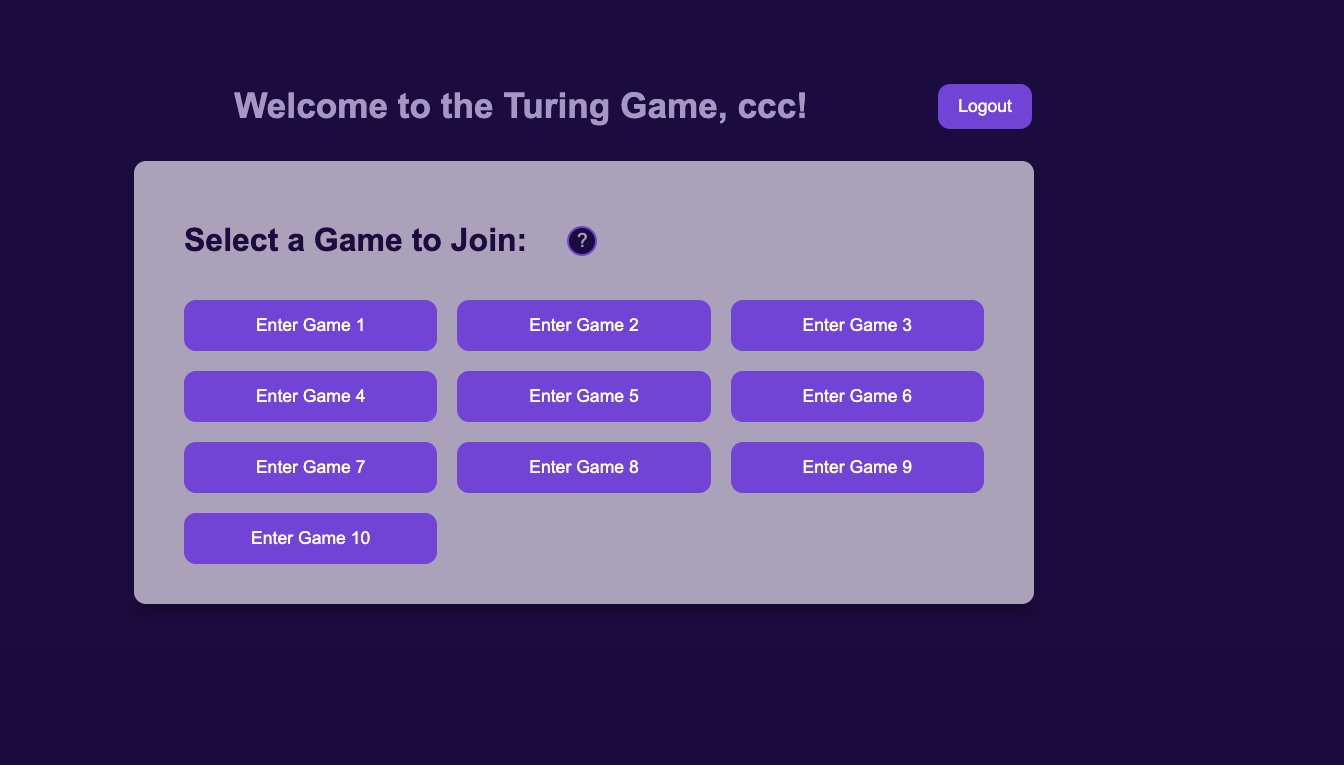 Welcome to the Turing Game, ccc!
Logout
Select a Game to Join:
?
Enter Game 1
Enter Game 2
Enter Game 3
Enter Game 4
Enter Game 5
Enter Game 6
Enter Game 7
Enter Game 8
Enter Game 9
Enter Game 10